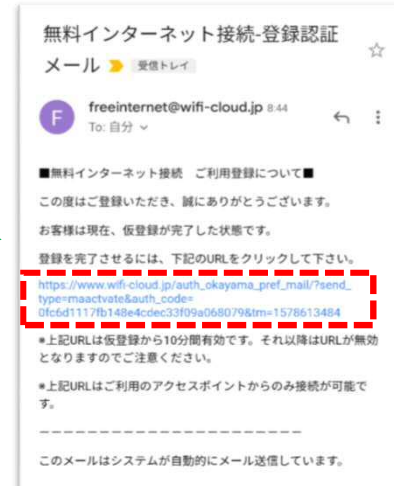 無料インターネット接続-登録認証
メール 受信トレイ
F
freeinternet@wifi-cloud.jp 8:44
To: 自分
■無料インターネット接続 ご利用登録について■
この度はご登録いただき、誠にありがとうございます。
お客様は現在、仮登録が完了した状態です。
登録を完了させるには、下記のURLをクリックして下さい。
https://www.wifi-cloud.jp/auth_okayama_pref_mail/?send_
type=maactvate&auth_code=
0fc6d1117fb148e4cdec33f09a068079&tm=1578613484
*上記URLは仮登録から10分間有効です。それ以降はURLが無効
となりますのでご注意ください。
*上記URLはご利用のアクセスポイントからのみ接続が可能で
す。
ーーーーーーーーーーーーーーーーーーーーーー
このメールはシステムが自動的にメール送信しています。